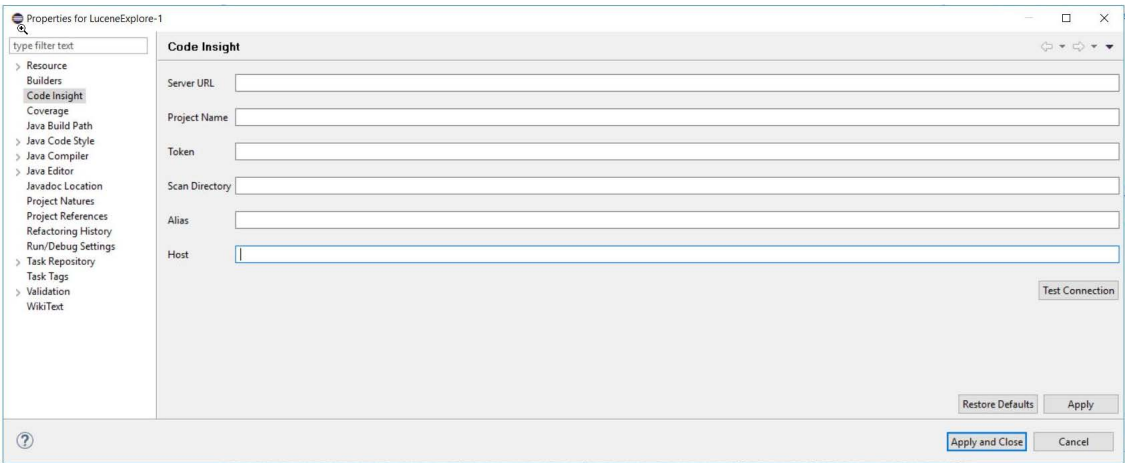 Properties for LuceneExplore-1
type filter text
Resource
Builders
Code Insight
Coverage
Java Build Path
Java Code Style
Java Compiler
Java Editor
Javadoc Location
Project Natures
Project References
Refactoring History
Run/Debug Settings
Task Repository
Task Tags
Validation
WikiText
Code Insight
Server URL
Project Name
Token
Scan Directory
Alias
Host
Test Connection
Restore Defaults Apply
Apply and Close Cancel